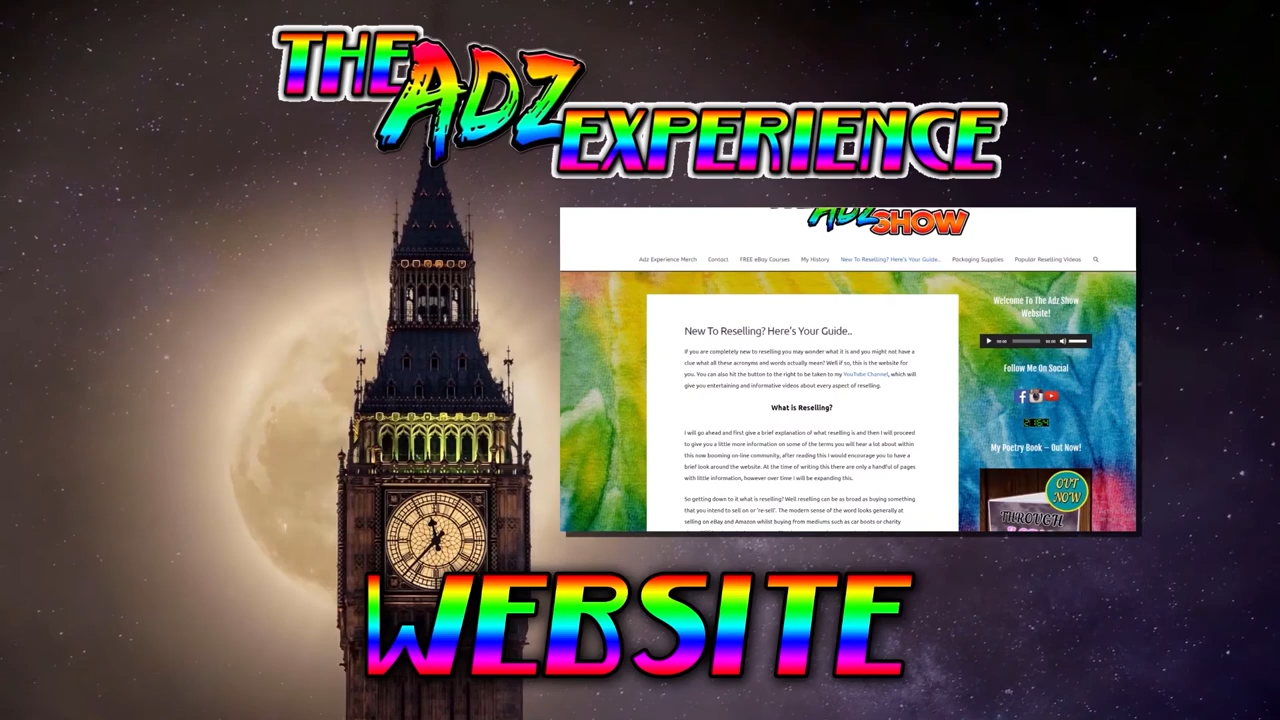 THE ADZ EXPERIENCE
ADZ SHOW
Adz Experience Merch Contact FREE eBay Courses My History New To Reselling? Here's Your Guide.. Packaging Supplies Popular Reselling Videos
New To Reselling? Here's Your Guide..
If you are completely new to reselling you may wonder what it is and you might not have a
clue what all these acronyms and words actually mean? Well if so, this is the website for
you. You can also hit the button to the right to be taken to my YouTube Channel, which will
give you entertaining and informative videos about every aspect of reselling.
What is Reselling?
I will go ahead and first give a brief explanation of what reselling is and then I will proceed
to give you a little more information on some of the terms you will hear a lot about within
this now booming on-line community, after reading this I would encourage you to have a
brief look around the website. At the time of writing this there are only a handful of pages
with little information, however over time I will be expanding this.
So getting down to it what is reselling? Well reselling can be as broad as buying something
that you intend to sell on or 're-sell'. The modern sense of the word looks generally at
selling on eBay and Amazon whilst buying from mediums such as car boots or charity
Welcome To The Adz Show
Website!
00:00 00:00
Follow Me On Social
My Poetry Book – Out Now!
OUT
NOW
THROUGH
WEBSITE